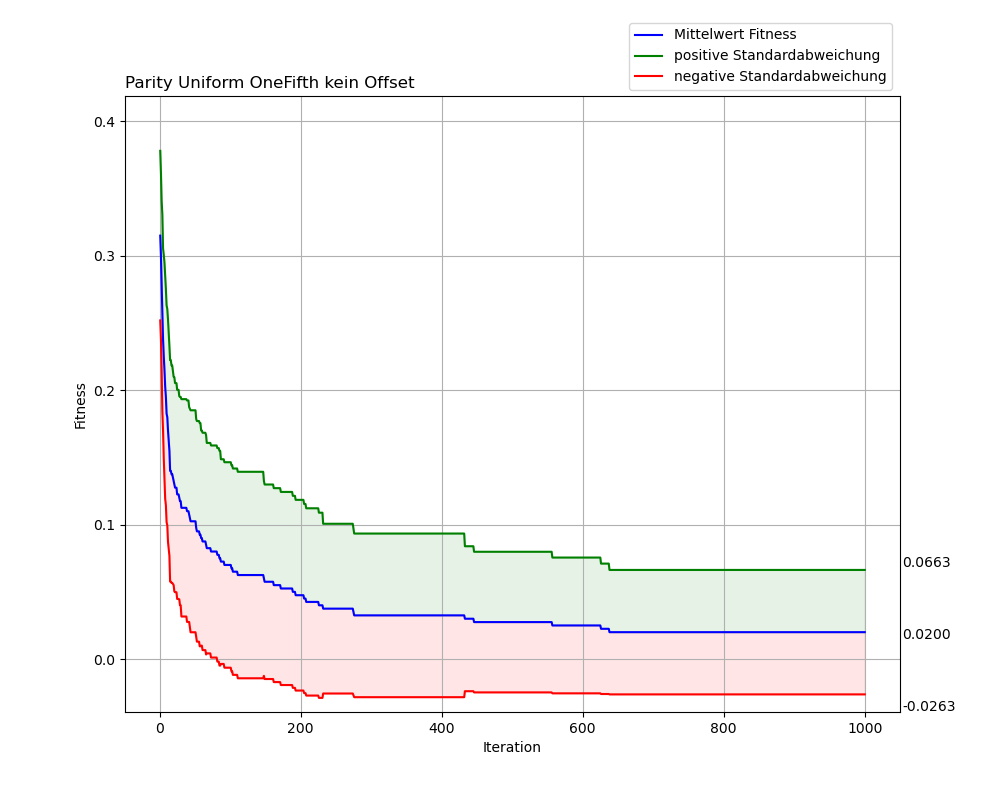 Mittelwert Fitness
positive Standardabweichung
negative Standardabweichung
Parity Uniform OneFifth kein Offset
0.4
0.3
0.2
0.1
0.0
Fitness
0.0663
0.0200
-0.0263
0 200 400 600 800 1000
Iteration